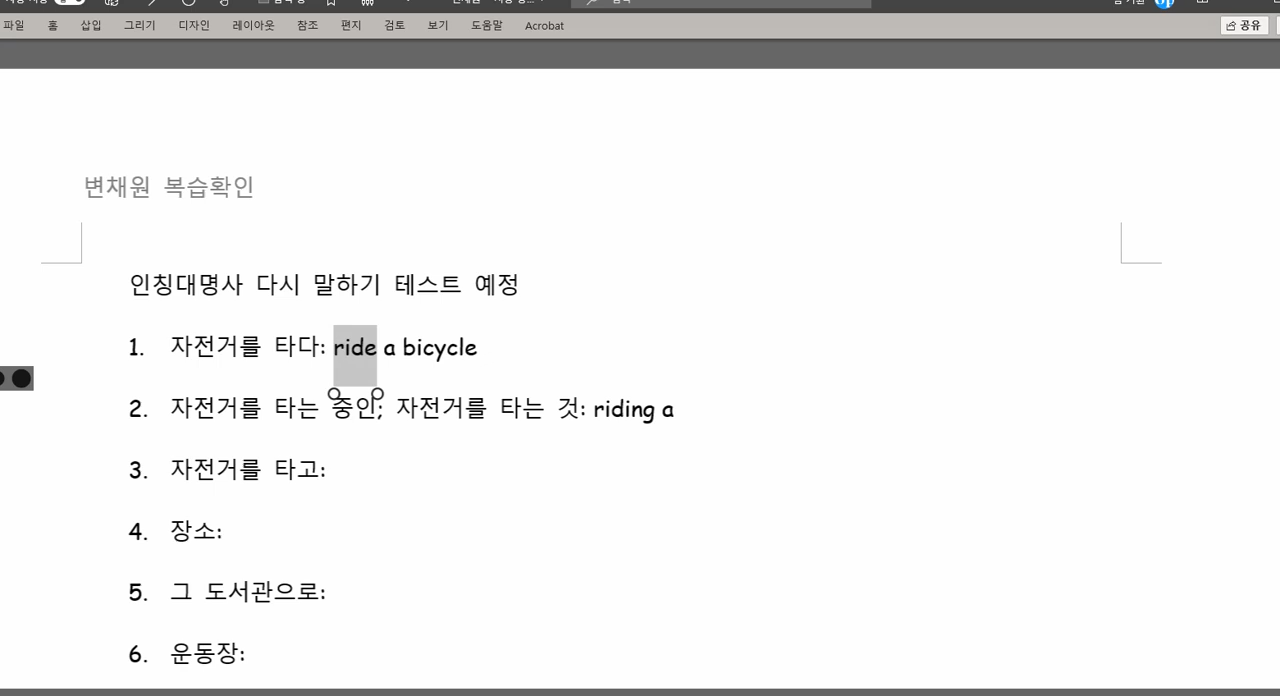 파일 홈 삽입 그리기 디자인 레이아웃 참조 편지 검토 보기 도움말 Acrobat 공유
변채원 복습확인
인칭대명사 다시 말하기 테스트 예정
1. 자전거를 타다: ride a bicycle
2. 자전거를 타는 중인; 자전거를 타는 것: riding a
3. 자전거를 타고:
4. 장소:
5. 그 도서관으로:
6. 운동장: